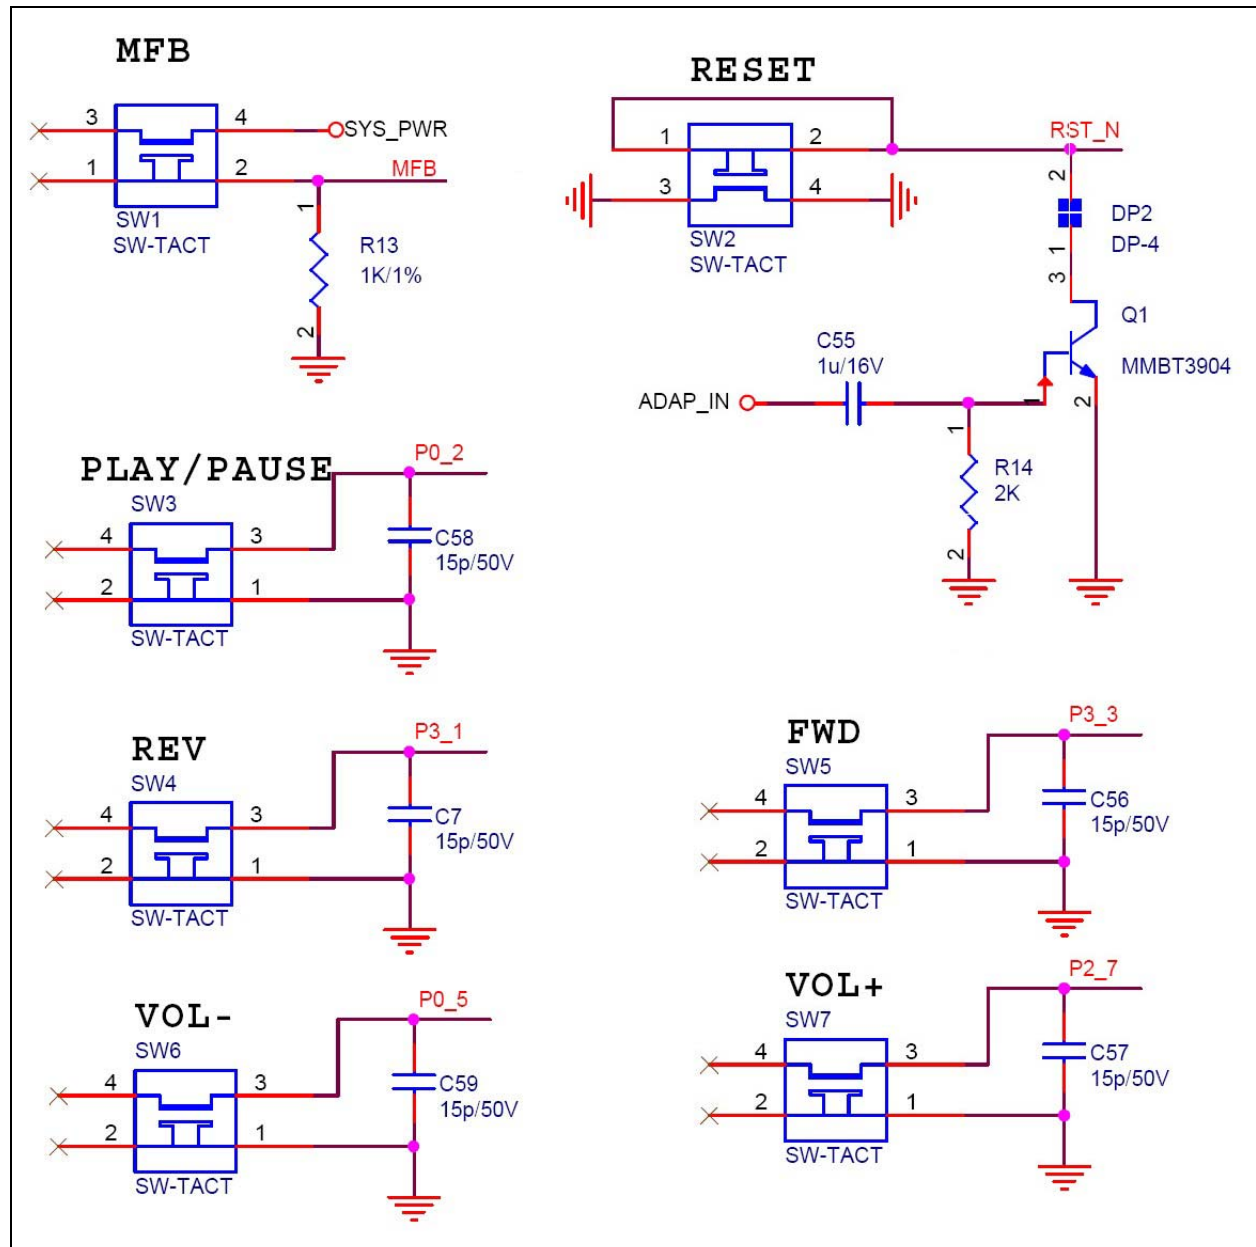 MFB
3
4
SYS_PWR
1
2
MFB
SW1
SW-TACT
1
R13
1K/1%
2
RESET
1
2
RST_N
3
4
SW2
SW-TACT
2
DP2
DP-4
1
3
Q1
MMBT3904
C55
1u/16V
ADAP_IN
1
2
1
R14
2K
2
PLAY/PAUSE
P0_2
SW3
4
3
C58
15p/50V
2
1
SW-TACT
REV
P3_1
SW4
4
3
C7
15p/50V
2
1
SW-TACT
FWD
P3_3
SW5
4
3
C56
15p/50V
2
1
SW-TACT
VOL-
P0_5
SW6
4
3
C59
15p/50V
2
1
SW-TACT
VOL+
P2_7
SW7
4
3
C57
15p/50V
2
1
SW-TACT